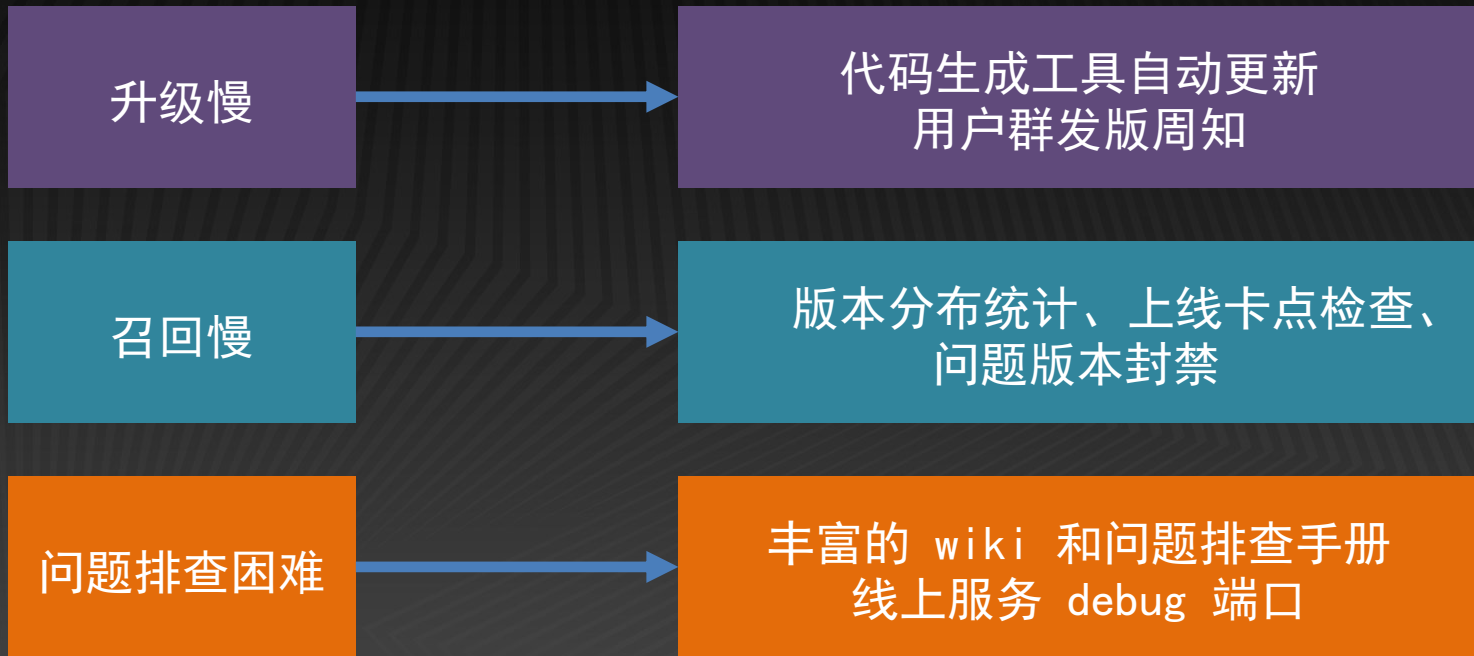 升级慢
代码生成工具自动更新
用户群发版周知
召回慢
版本分布统计、上线卡点检查、
问题版本封禁
问题排查困难
丰富的 wiki 和问题排查手册
线上服务 debug 端口